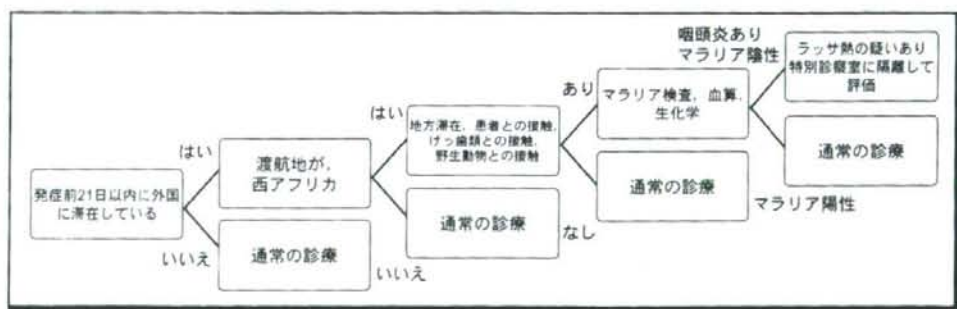 発症前21日以内に外国
に滞在している
はい
いいえ
渡航地が，
西アフリカ
通常の診療
はい
いいえ
地方滞在，患者との接触，
げっ歯類との接触，
野生動物との接触
通常の診療
あり
なし
マラリア検査，血算，
生化学
通常の診療
咽頭炎あり
マラリア陰性
マラリア陽性
ラッサ熱の疑いあり
特別診察室に隔離して
評価
通常の診療